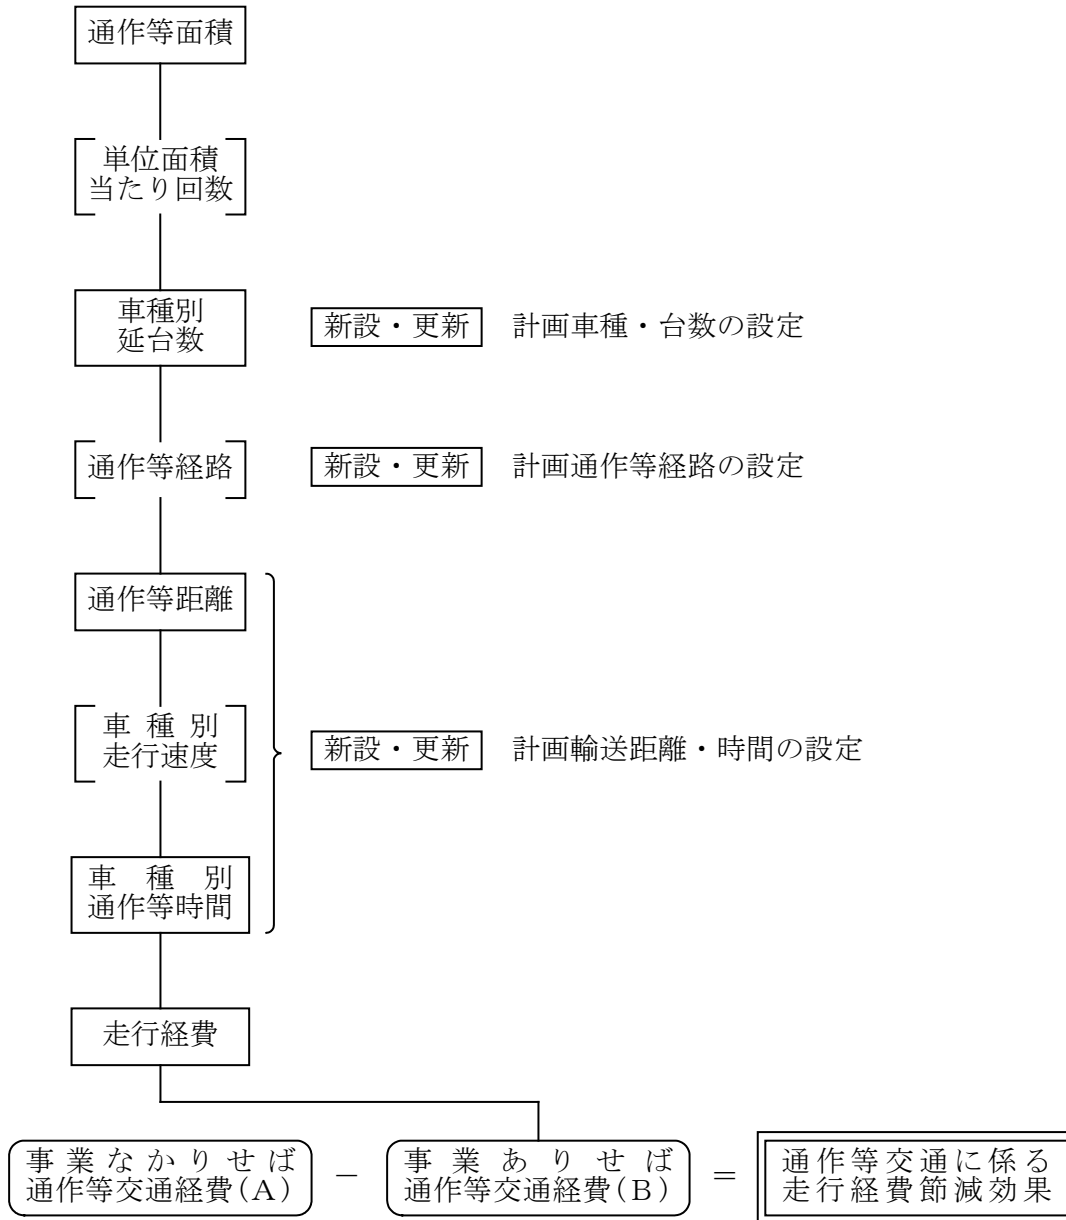 通作等面積
単位面積
当たり回数
車種別
延台数
新設・更新 計画車種・台数の設定
通作等経路
新設・更新 計画通作等経路の設定
通作等距離
車種別
走行速度
新設・更新 計画輸送距離・時間の設定
車種別
通作等時間
走行経費
事業なかりせば
通作等交通経費(A)
−
事業ありせば
通作等交通経費(B)
=
通作等交通に係る
走行経費節減効果